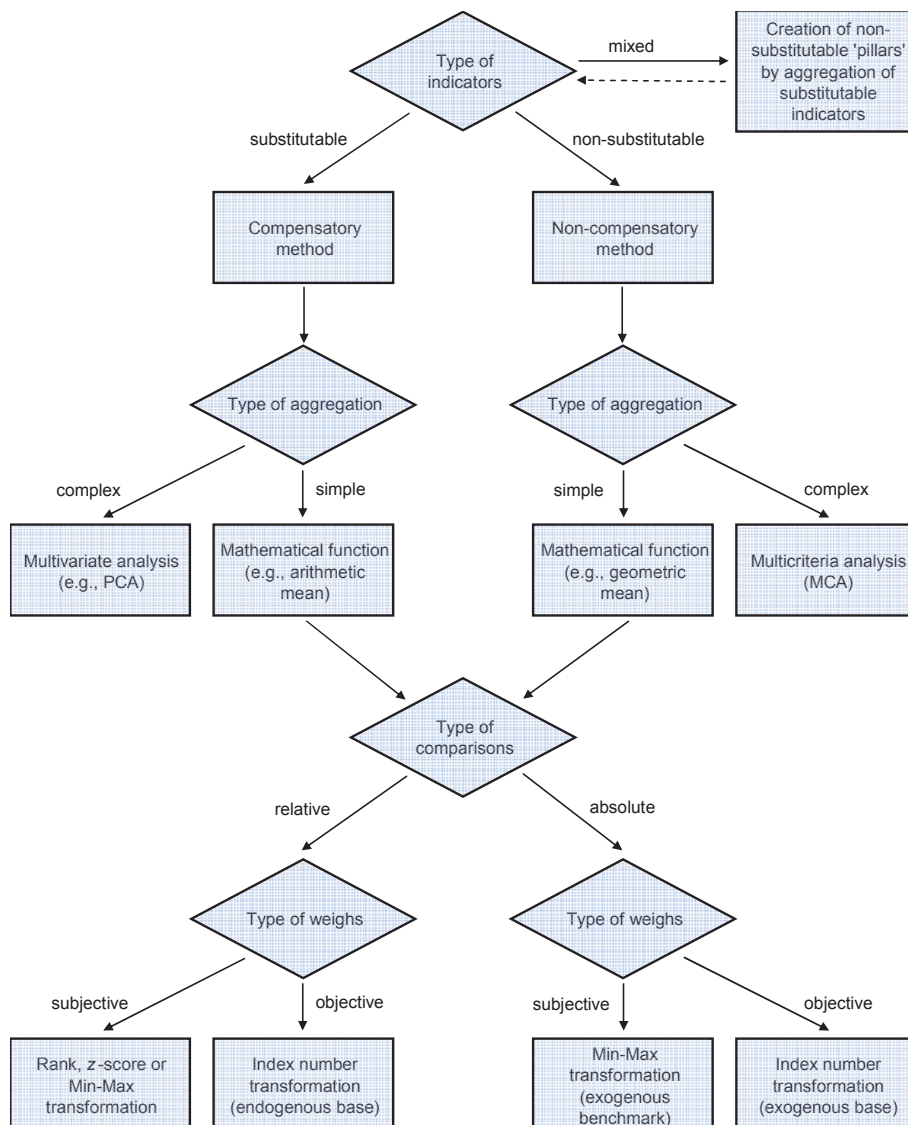 Type of
indicators
mixed
Creation of non-
substitutable 'pillars'
by aggregation of
substitutable
indicators
substitutable
non-substitutable
Compensatory
method
Non-compensatory
method
Type of aggregation
Type of aggregation
complex
simple
simple
complex
Multivariate analysis
(e.g., PCA)
Mathematical function
(e.g., arithmetic
mean)
Mathematical function
(e.g., geometric
mean)
Multicriteria analysis
(MCA)
Type of
comparisons
relative
absolute
Type of weighs
Type of weighs
subjective
objective
subjective
objective
Rank, z-score or
Min-Max
transformation
Index number
transformation
(endogenous base)
Min-Max
transformation
(exogenous
benchmark)
Index number
transformation
(exogenous base)